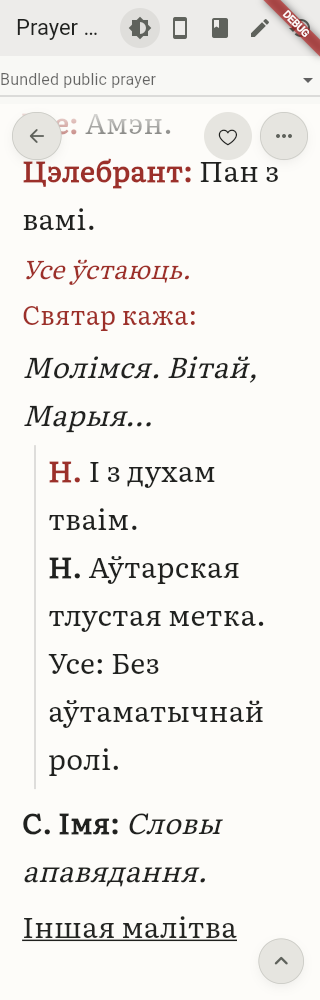 Prayer ...
DEBUG
Bundled public prayer
е: Амэн.
Цэлебрант: Пан з
вамі.
Усе ўстаюць.
Святар кажа:
Молімся. Вітай,
Марыя...
Н. І з духам
тваім.
Н. Аўтарская
тлустая метка.
Усе: Без
аўтаматычнай
ролі.
С. Імя: Словы
апавядання.
Іншая малітва